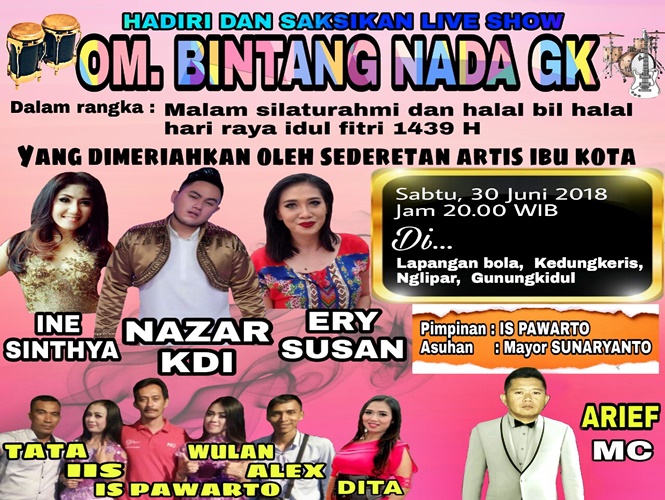 HADIRI DAN SAKSIKAN LIVE SHOW
OM. BINTANG NADA GK
Dalam rangka : Malam silaturahmi dan halal bil halal
hari raya idul fitri 1439 H
YANG DIMERIAHKAN OLEH SEDERETAN ARTIS IBU KOTA
Sabtu, 30 Juni 2018
Jam 20.00 WIB
Di...
Lapangan bola, Kedungkeris,
Nglipar, Gunungkidul
INE
SINTHYA
NAZAR
KDI
ERY
SUSAN
Pimpinan : IS PAWARTO
Asuhan : Mayor SUNARYANTO
TATA
IIS
IS PAWARTO
WULAN
ALEX
DITA
ARIEF
MC